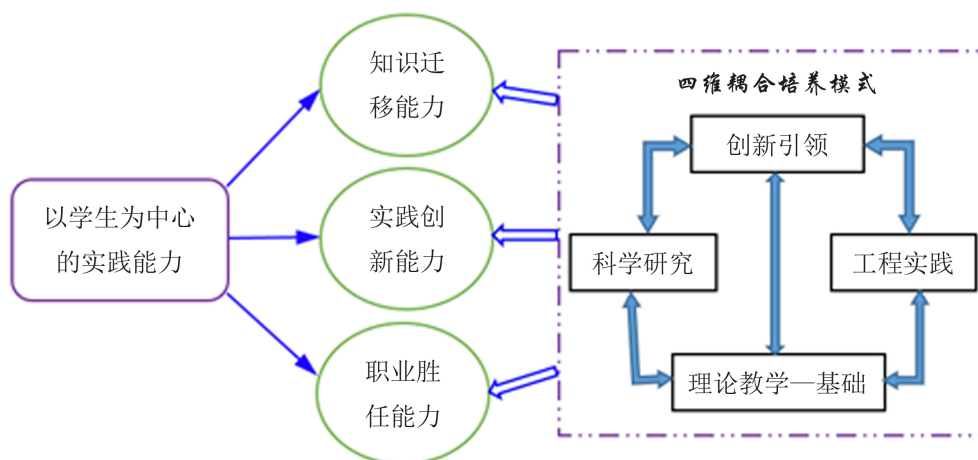 以学生为中心
的实践能力
知识迁
移能力
实践创
新能力
职业胜
任能力
四维耦合培养模式
创新引领
科学研究
工程实践
理论教学—基础